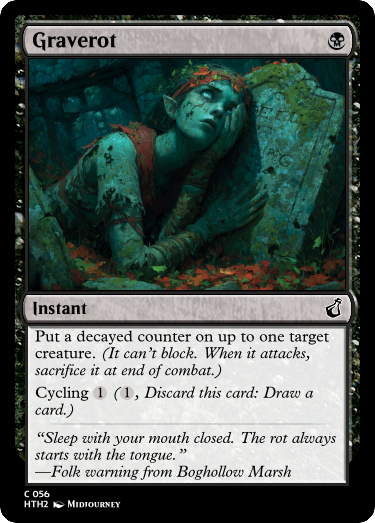 Graverot
Instant
Put a decayed counter on up to one target
creature. (It can't block. When it attacks,
sacrifice it at end of combat.)
Cycling 1 (1, Discard this card: Draw a
card.)
"Sleep with your mouth closed. The rot always
starts with the tongue."
—Folk warning from Boghollow Marsh
C 056
HTH2 Midjourney